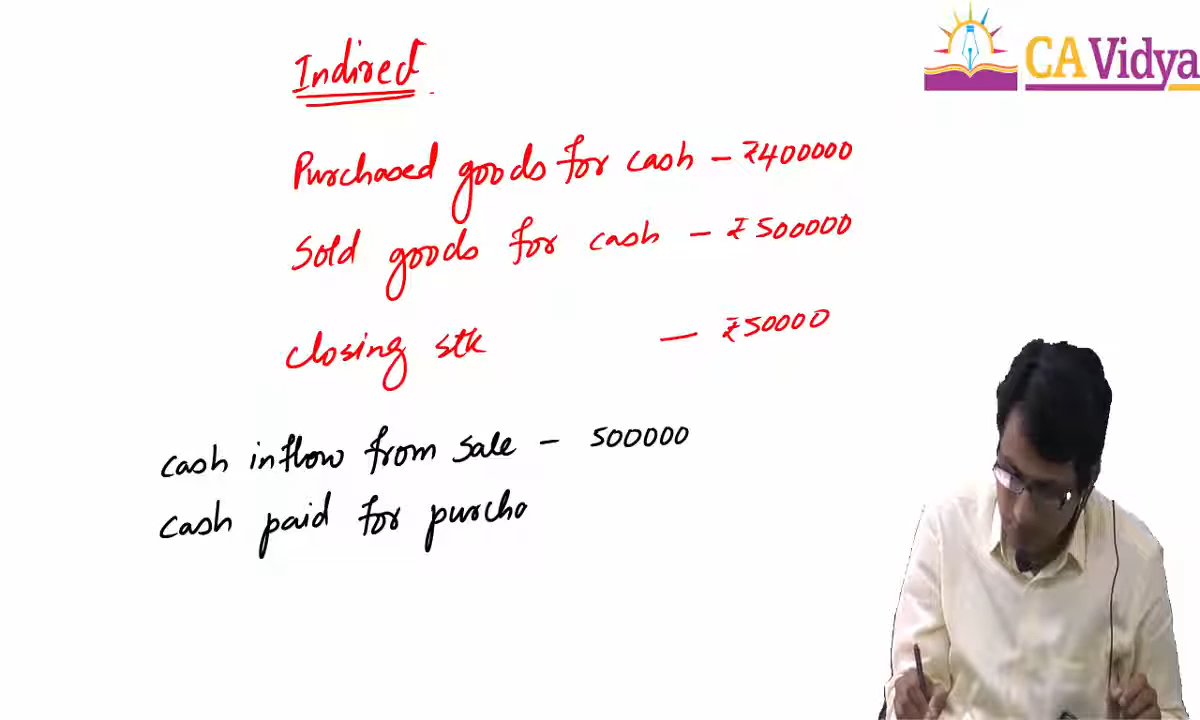 CA Vidya
Indirect
Purchased goods for cash - ₹400000
Sold goods for cash - ₹500000
closing stk - ₹50000
cash inflow from sale - 500000
cash paid for purcha